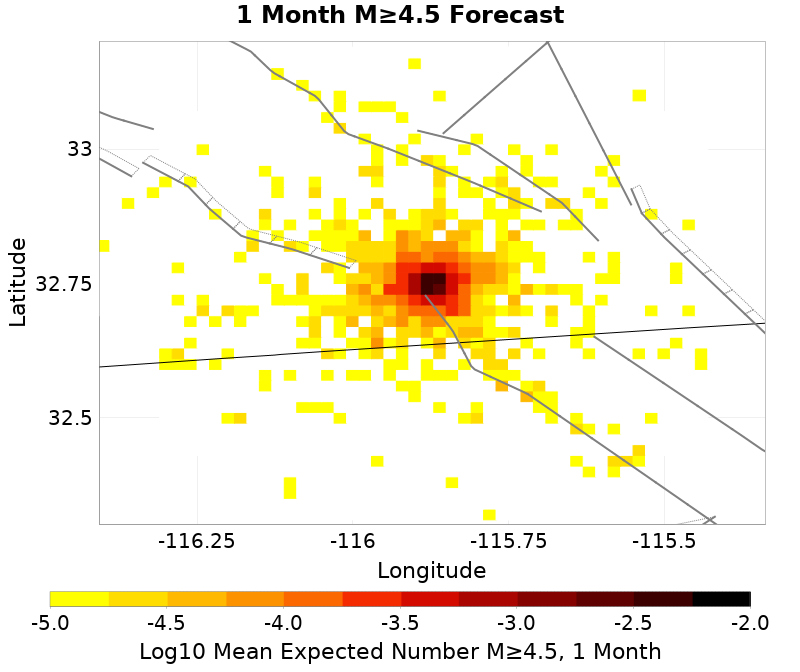 1 Month M≥4.5 Forecast
33
32.75
32.5
Latitude
-116.25 -116 -115.75 -115.5
Longitude
-5.0 -4.5 -4.0 -3.5 -3.0 -2.5 -2.0
Log10 Mean Expected Number M≥4.5, 1 Month